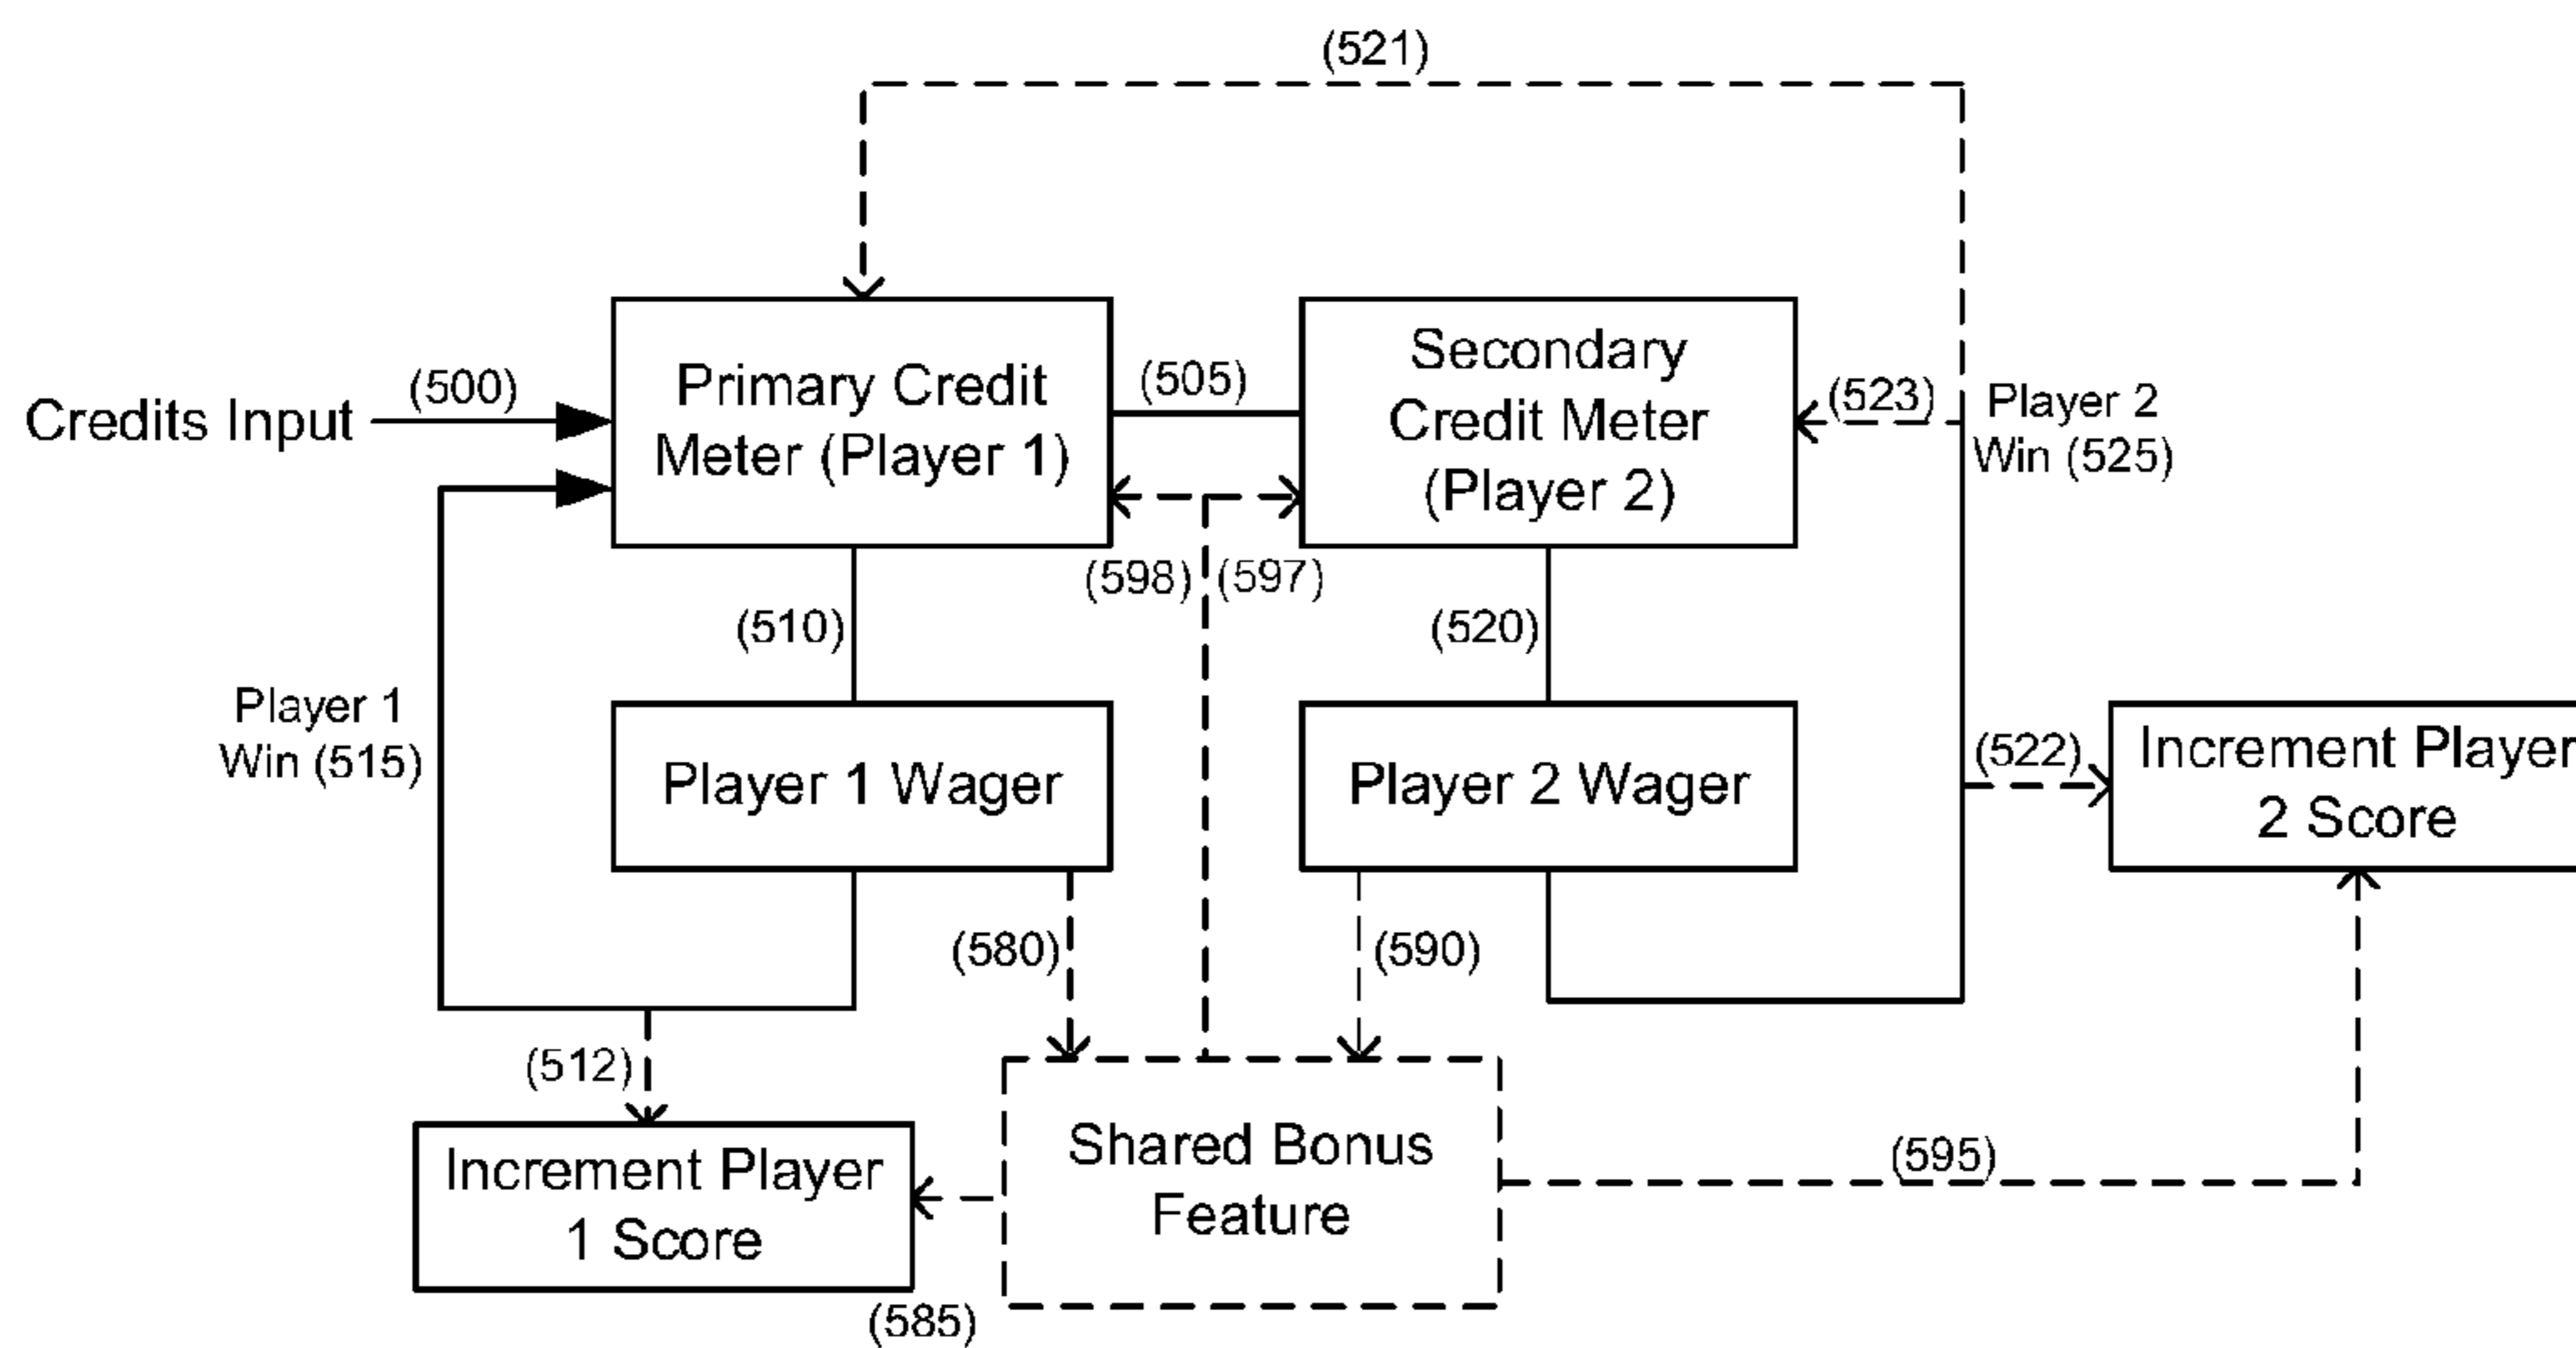 (521)
Credits Input
(500)
Primary Credit
Meter (Player 1)
(505)
Secondary
Credit Meter
(Player 2)
(523)
Player 2
Win (525)
(598)
(597)
(510)
(520)
Player 1
Win (515)
Player 1 Wager
Player 2 Wager
(522)
Increment Player
2 Score
(580)
(590)
(512)
Increment Player
1 Score
Shared Bonus
Feature
(595)
(585)